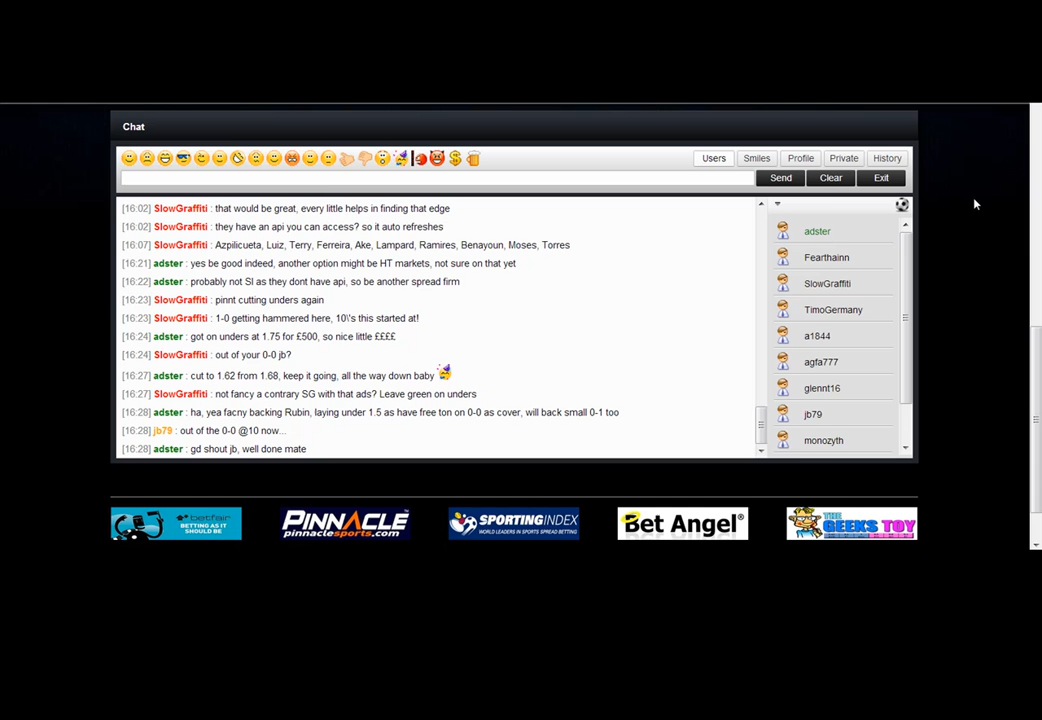 Chat
Users Smiles Profile Private History
Send Clear Exit
[16:02] SlowGraffiti : that would be great, every little helps in finding that edge
[16:02] SlowGraffiti : they have an api you can access? so it auto refreshes
[16:07] SlowGraffiti : Azpilicueta, Luiz, Terry, Ferreira, Ake, Lampard, Ramires, Benayoun, Moses, Torres
[16:21] adster : yes be good indeed, another option might be HT markets, not sure on that yet
[16:22] adster : probably not SI as they dont have api, so be another spread firm
[16:23] SlowGraffiti : pinnt cutting unders again
[16:23] SlowGraffiti : 1-0 getting hammered here, 10\'s this started at!
[16:24] adster : got on unders at 1.75 for £500, so nice little ££££
[16:24] SlowGraffiti : out of your 0-0 jb?
[16:27] adster : cut to 1.62 from 1.68, keep it going, all the way down baby
[16:27] SlowGraffiti : not fancy a contrary SG with that ads? Leave green on unders
[16:28] adster : ha, yea facny backing Rubin, laying under 1.5 as have free ton on 0-0 as cover, will back small 0-1 too
[16:28] jb79 : out of the 0-0 @10 now...
[16:28] adster : gd shout jb, well done mate
adster
Fearthainn
SlowGraffiti
TimoGermany
a1844
agfa777
glennt16
jb79
monozyth
betfair
BETTING AS IT
SHOULD BE
PINNACLE
pinnaclesports.com
SPORTINGINDEX
WORLD LEADERS IN SPORTS SPREAD BETTING
Bet Angel®
THE
GEEKS TOY